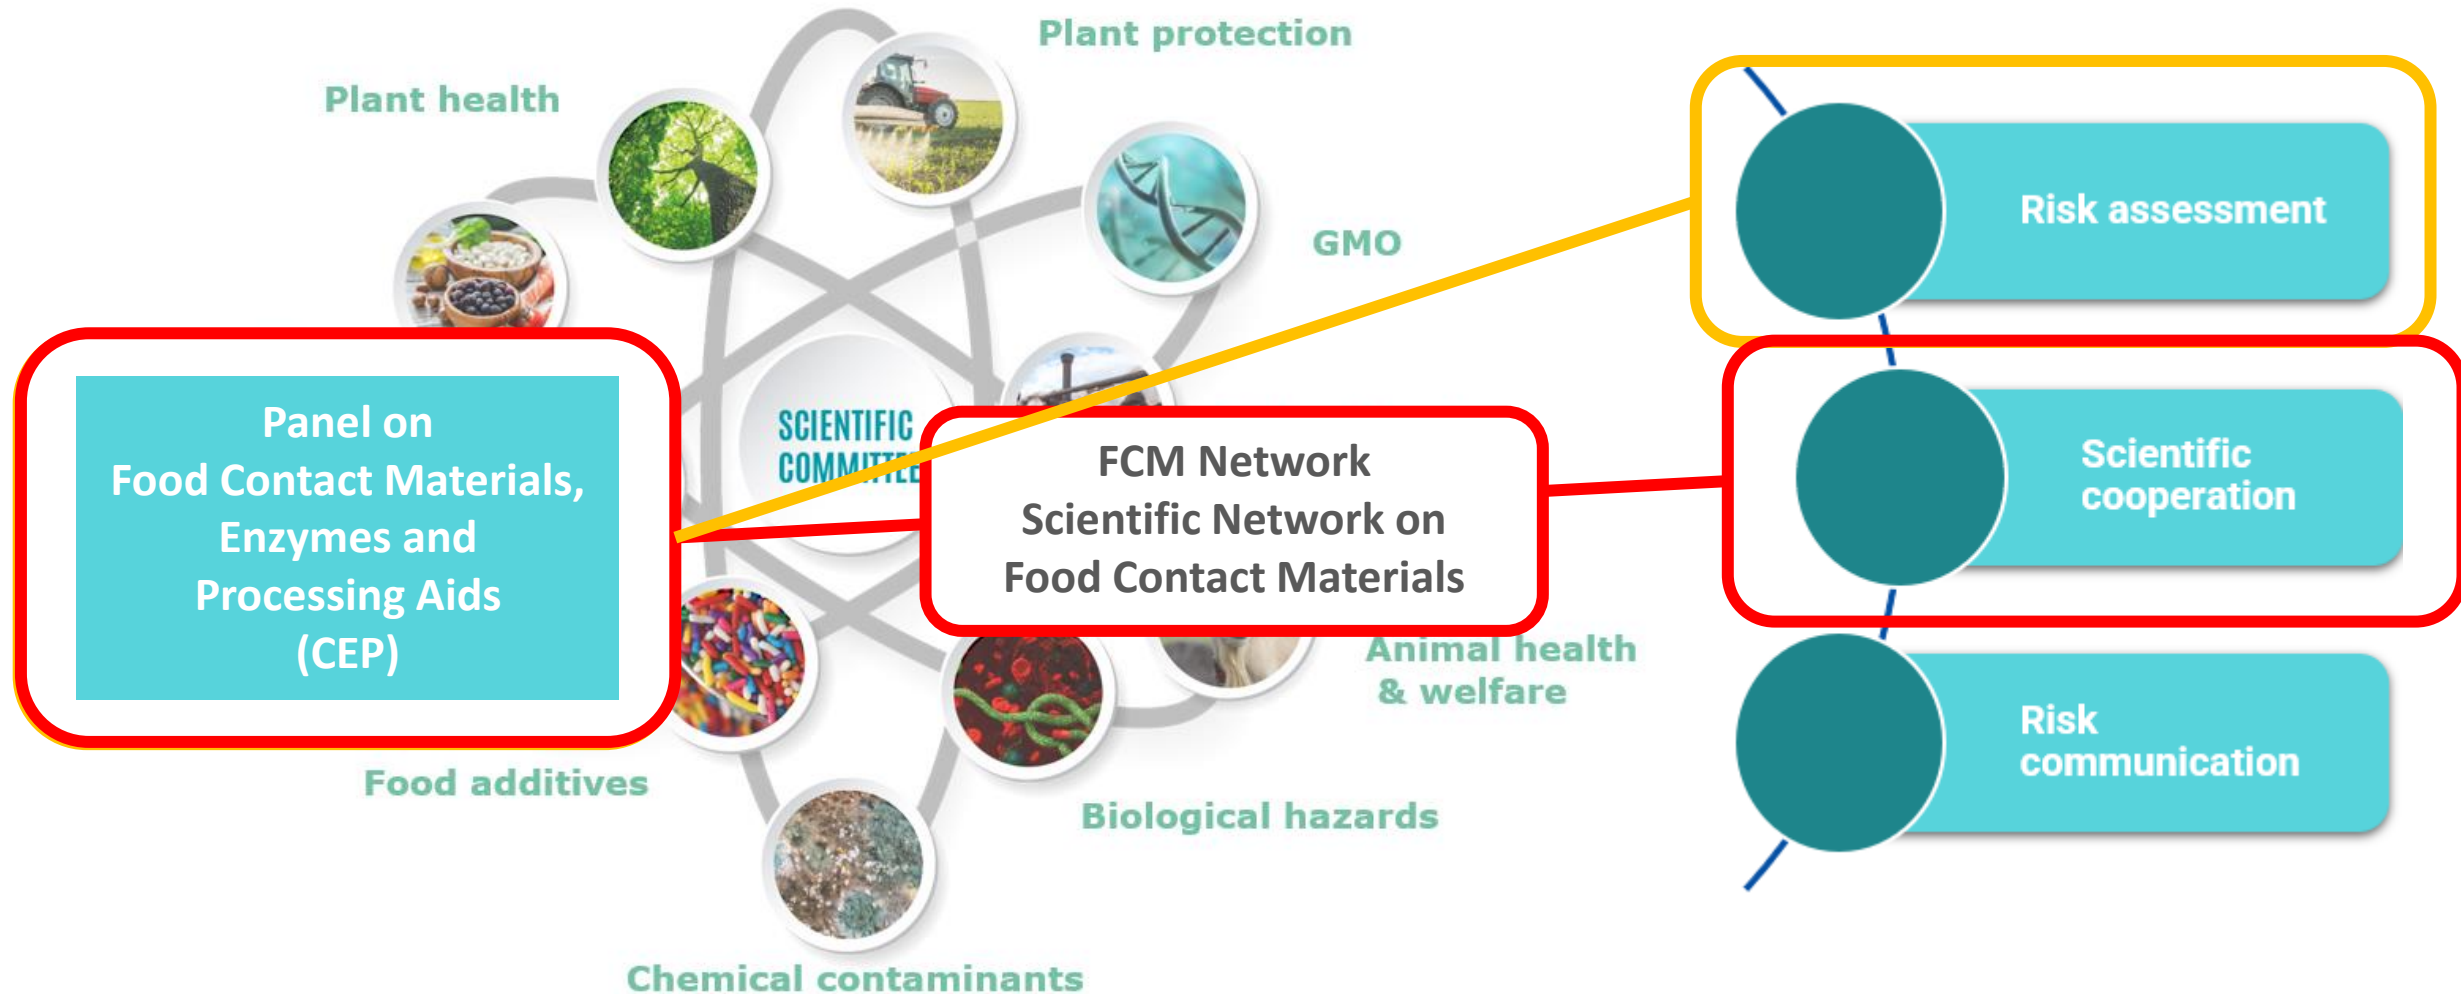 Plant protection
Plant health
GMO
Risk assessment
SCIENTIFIC
COMMITTEE
Panel on
Food Contact Materials,
Enzymes and
Processing Aids
(CEP)
FCM Network
Scientific Network on
Food Contact Materials
Scientific
cooperation
Animal health
& welfare
Risk
communication
Food additives
Biological hazards
Chemical contaminants